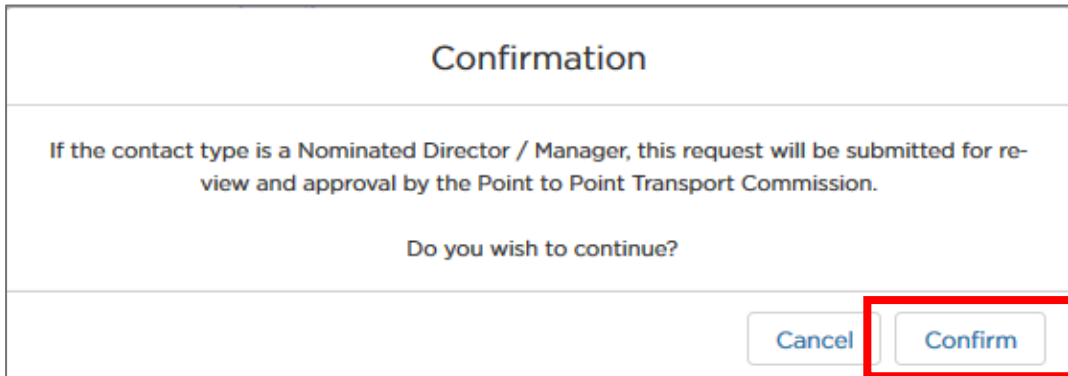 Confirmation
If the contact type is a Nominated Director / Manager, this request will be submitted for re-
view and approval by the Point to Point Transport Commission.
Do you wish to continue?
Cancel
Confirm